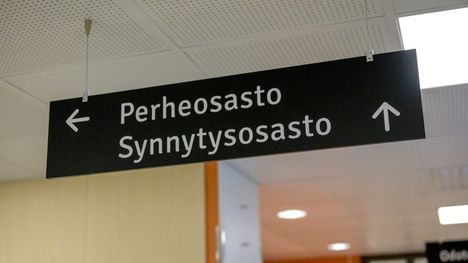 ← Perheosasto
Synnytysosasto ↑